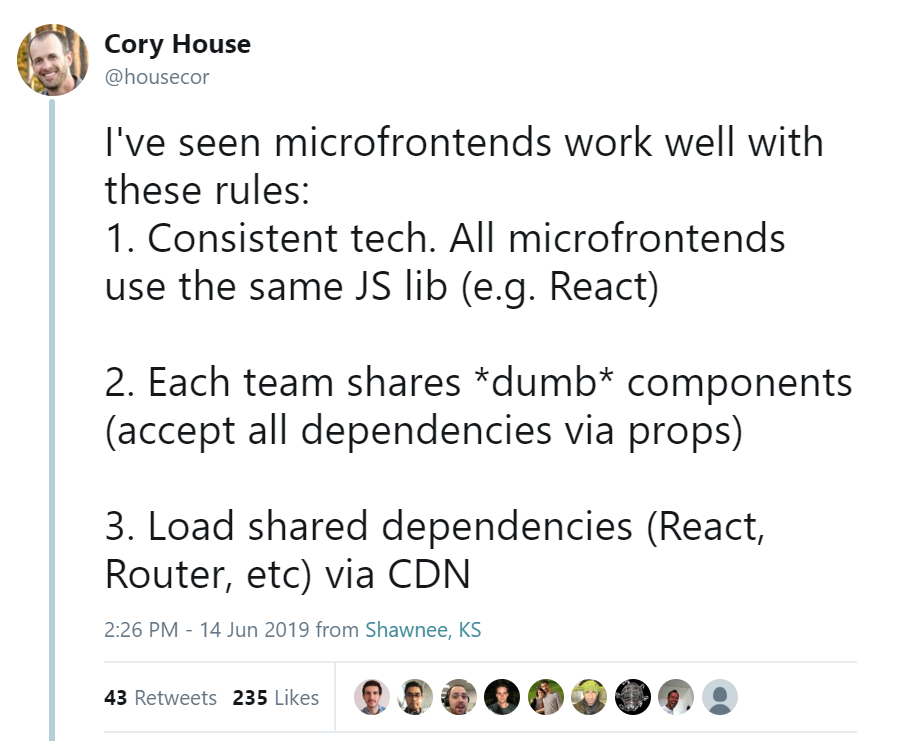 Cory House
@housecor
I've seen microfrontends work well with
these rules:
1. Consistent tech. All microfrontends
use the same JS lib (e.g. React)
2. Each team shares *dumb* components
(accept all dependencies via props)
3. Load shared dependencies (React,
Router, etc) via CDN
2:26 PM - 14 Jun 2019 from Shawnee, KS
43 Retweets 235 Likes